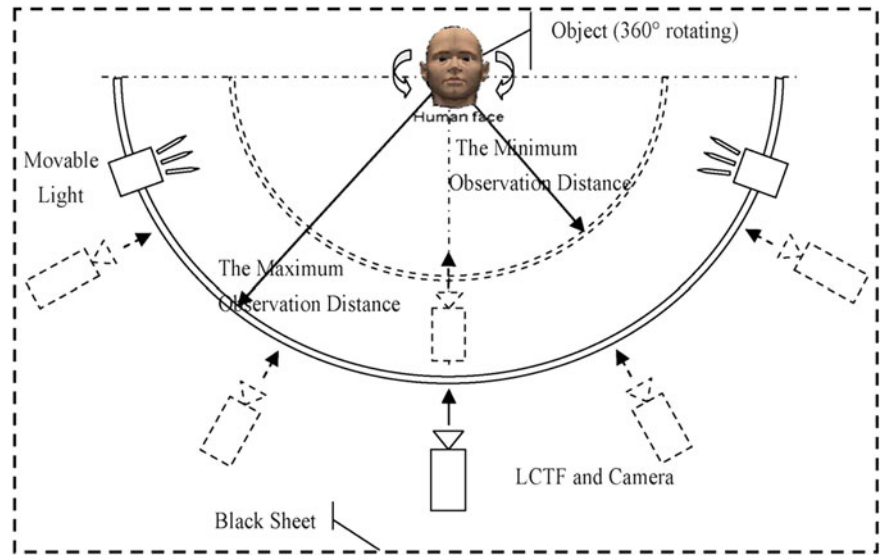 Object (360° rotating)
Human face
Movable
Light
The Minimum
Observation Distance
The Maximum
Observation Distance
LCTF and Camera
Black Sheet